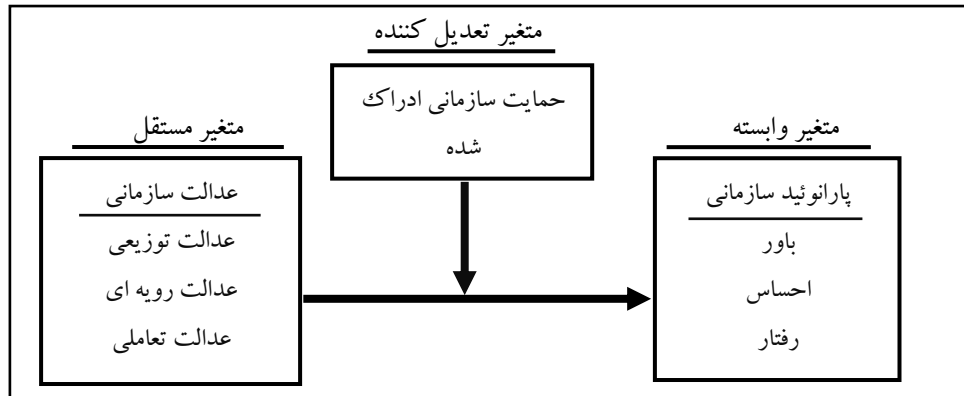 متغیر تعدیل کننده
حمایت سازمانی ادراك
شده
متغیر وابسته
پارانوئید سازمانی
باور
احساس
رفتار
متغیر مستقل
عدالت سازمانی
عدالت توزیعی
عدالت رویه ای
عدالت تعاملی